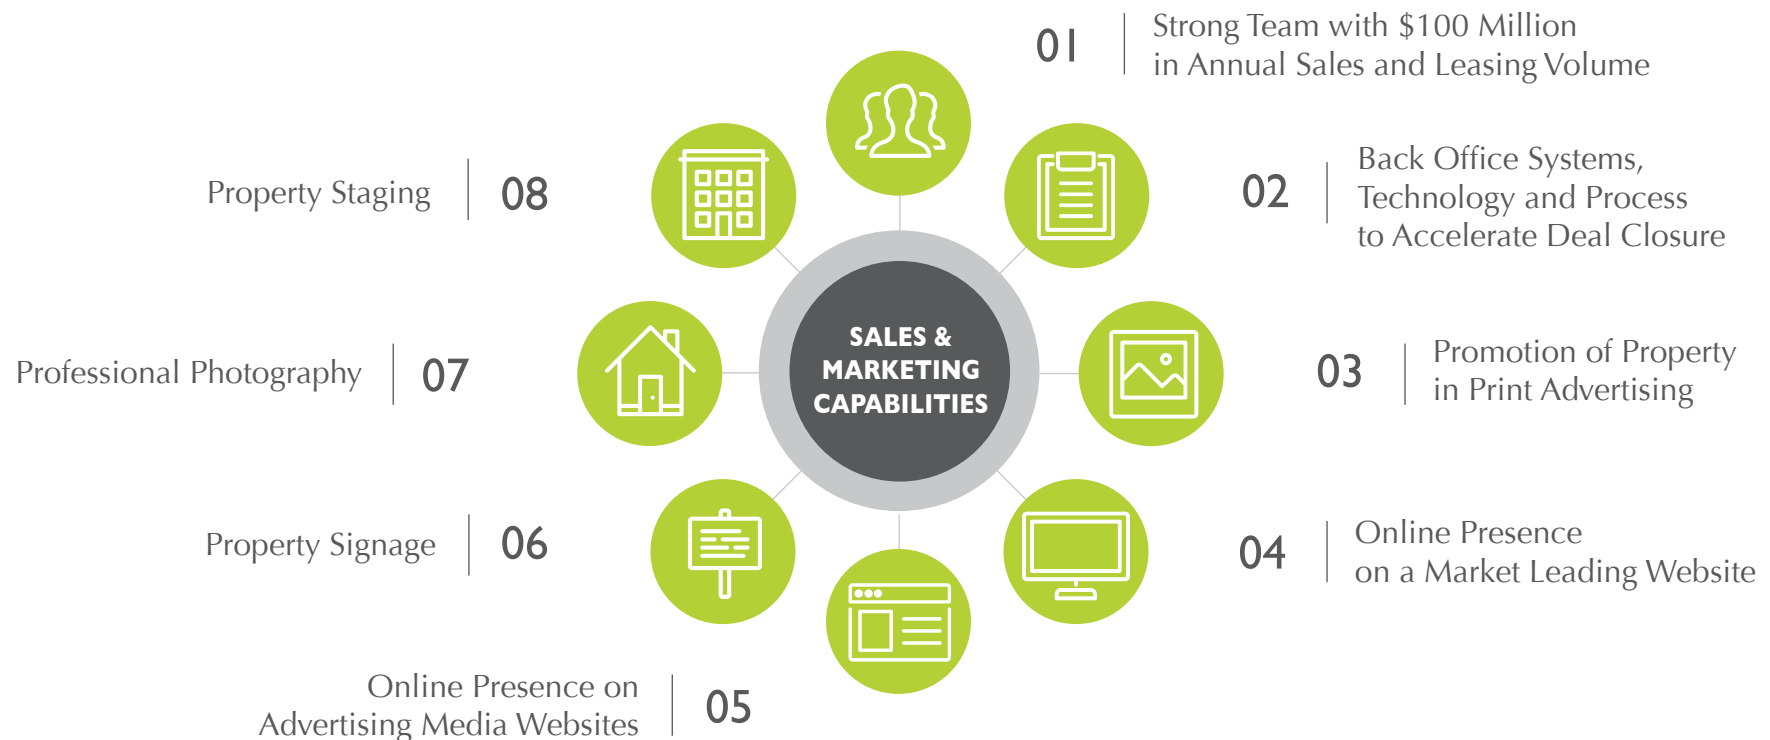 SALES &
MARKETING
CAPABILITIES
01
Strong Team with $100 Million
in Annual Sales and Leasing Volume
02
Back Office Systems,
Technology and Process
to Accelerate Deal Closure
03
Promotion of Property
in Print Advertising
04
Online Presence
on a Market Leading Website
05
Online Presence on
Advertising Media Websites
06
Property Signage
07
Professional Photography
08
Property Staging